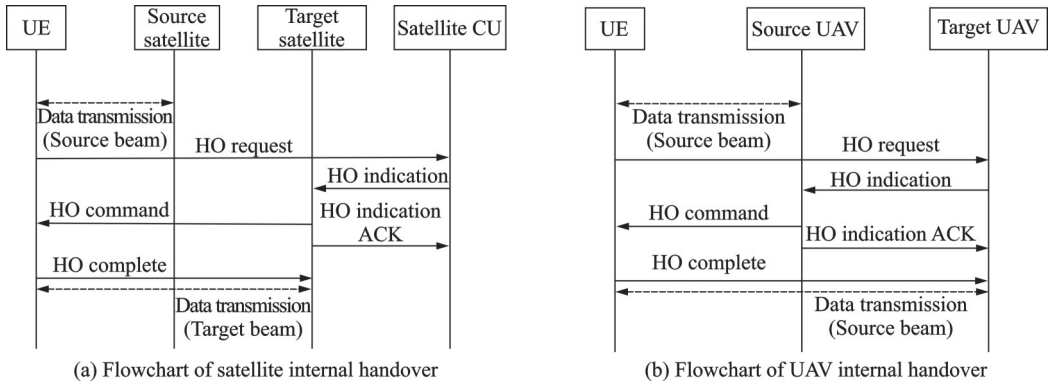 UE
Source
satellite
Target
satellite
Satellite CU
Data transmission
(Source beam)
HO request
HO indication
HO command
HO indication
ACK
HO complete
Data transmission
(Target beam)
(a) Flowchart of satellite internal handover
UE
Source UAV
Target UAV
Data transmission
(Source beam)
HO request
HO indication
HO command
HO indication ACK
HO complete
Data transmission
(Source beam)
(b) Flowchart of UAV internal handover